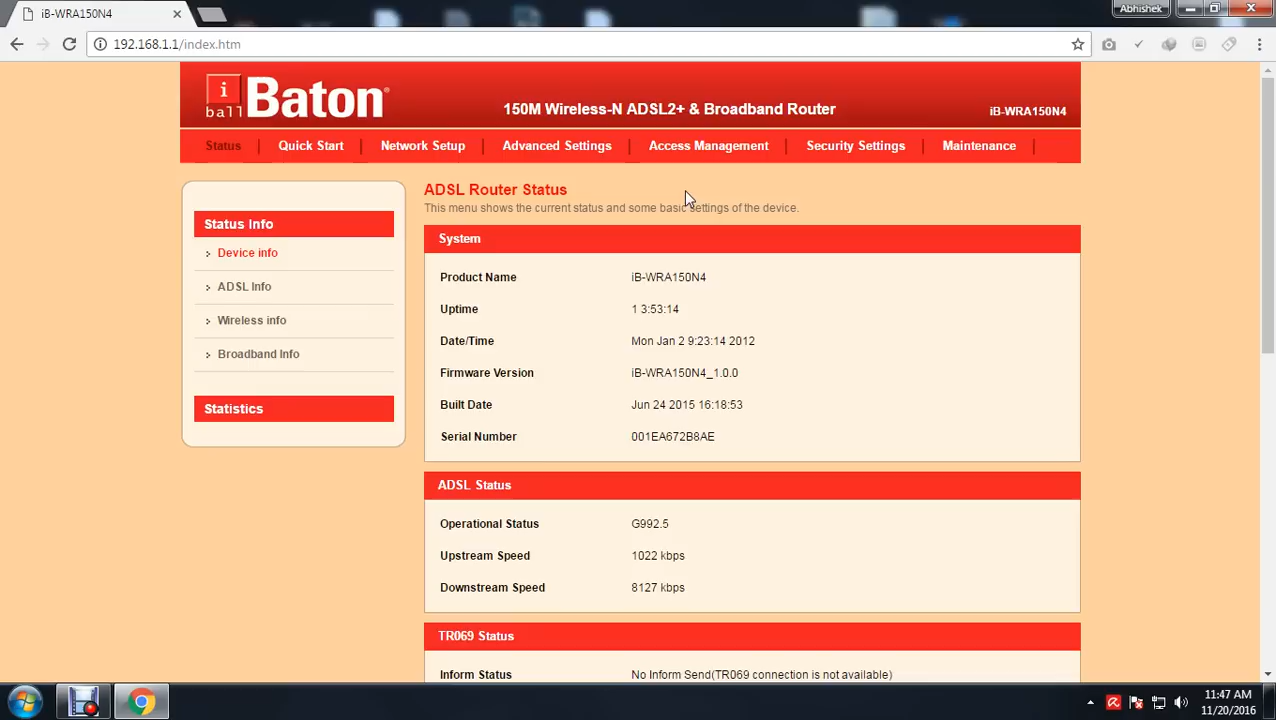 iB-WRA150N4
Abhishek
192.168.1.1/index.htm
i
ball
Baton®
150M Wireless-N ADSL2+ & Broadband Router
iB-WRA150N4
Status | Quick Start | Network Setup | Advanced Settings | Access Management | Security Settings | Maintenance |
Status Info
Device info
ADSL Info
Wireless info
Broadband Info
Statistics
ADSL Router Status
This menu shows the current status and some basic settings of the device.
System
Product Name iB-WRA150N4
Uptime 1 3:53:14
Date/Time Mon Jan 2 9:23:14 2012
Firmware Version iB-WRA150N4_1.0.0
Built Date Jun 24 2015 16:18:53
Serial Number 001EA672B8AE
ADSL Status
Operational Status G992.5
Upstream Speed 1022 kbps
Downstream Speed 8127 kbps
TR069 Status
Inform Status No Inform Send(TR069 connection is not available)
11:47 AM
11/20/2016